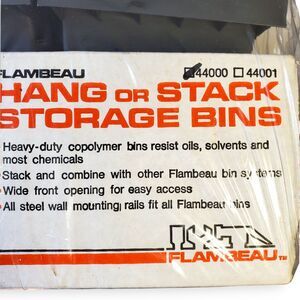 FLAMBEAU 44000 44001
HANG OR STACK
STORAGE BINS
• Heavy-duty copolymer bins resist oils, solvents and
most chemicals
• Stack and combine with other Flambeau bin systems
• Wide front opening for easy access
• All steel wall mounting rails fit all Flambeau bins
FLAMBEAU™